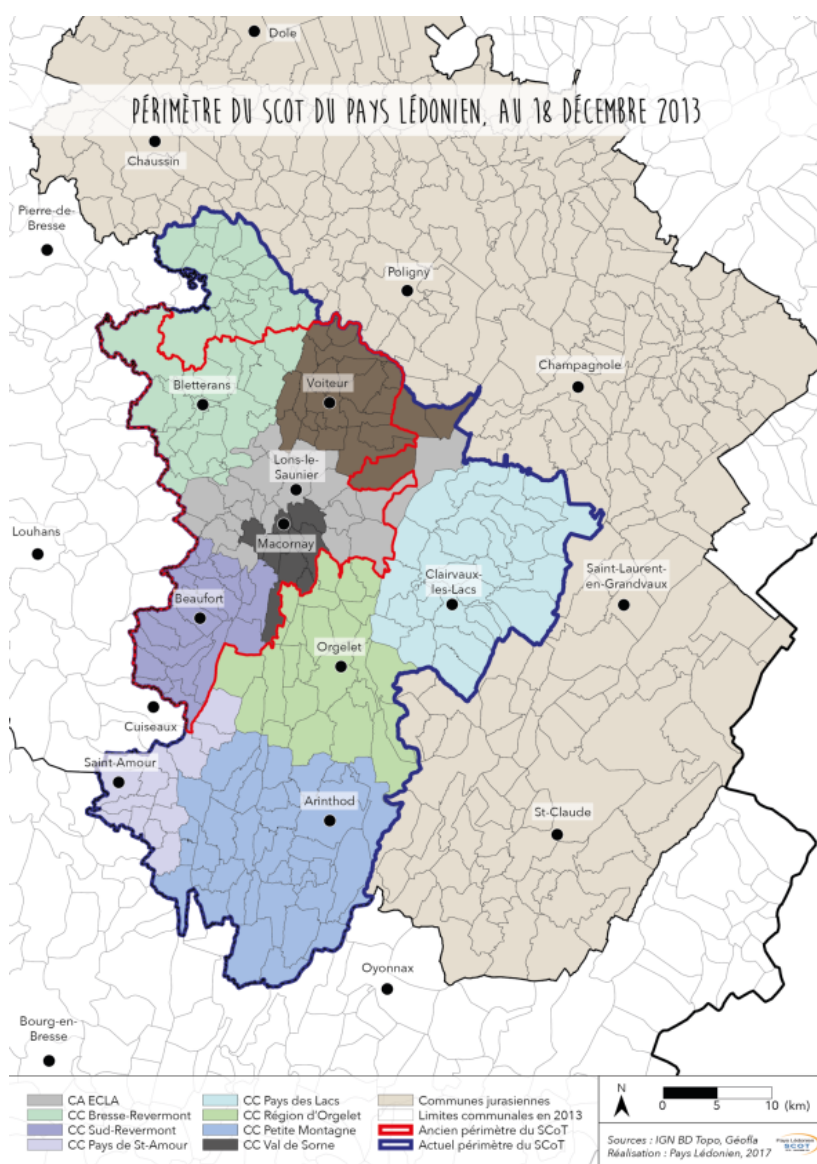 Dole
PÉRIMÈTRE DU SCOT DU PAYS LÉDONIEN, AU 18 DÉCEMBRE 2013
Chaussin
Pierre-de-
Bresse
Poligny
Champagnole
Bletterans
Voiteur
Lons-le-
Saunier
Louhans
Macornay
Clairvaux-
les-Lacs
Saint-Laurent-
en-Grandvaux
Beaufort
Orgelet
Cuiseaux
Saint-Amour
Arinthod
St-Claude
Oyonnax
Bourg-en-
Bresse
CA ECLA
CC Bresse-Revermont
CC Sud-Revermont
CC Pays de St-Amour
CC Pays des Lacs
CC Région d'Orgelet
CC Petite Montagne
CC Val de Sorne
Communes jurasiennes
Limites communales en 2013
Ancien périmètre du SCoT
Actuel périmètre du SCoT
N
0 5 10 (km)
Sources : IGN BD Topo, Géofla
Réalisation : Pays Lédonien, 2017
Pays Lédonien
SCOT